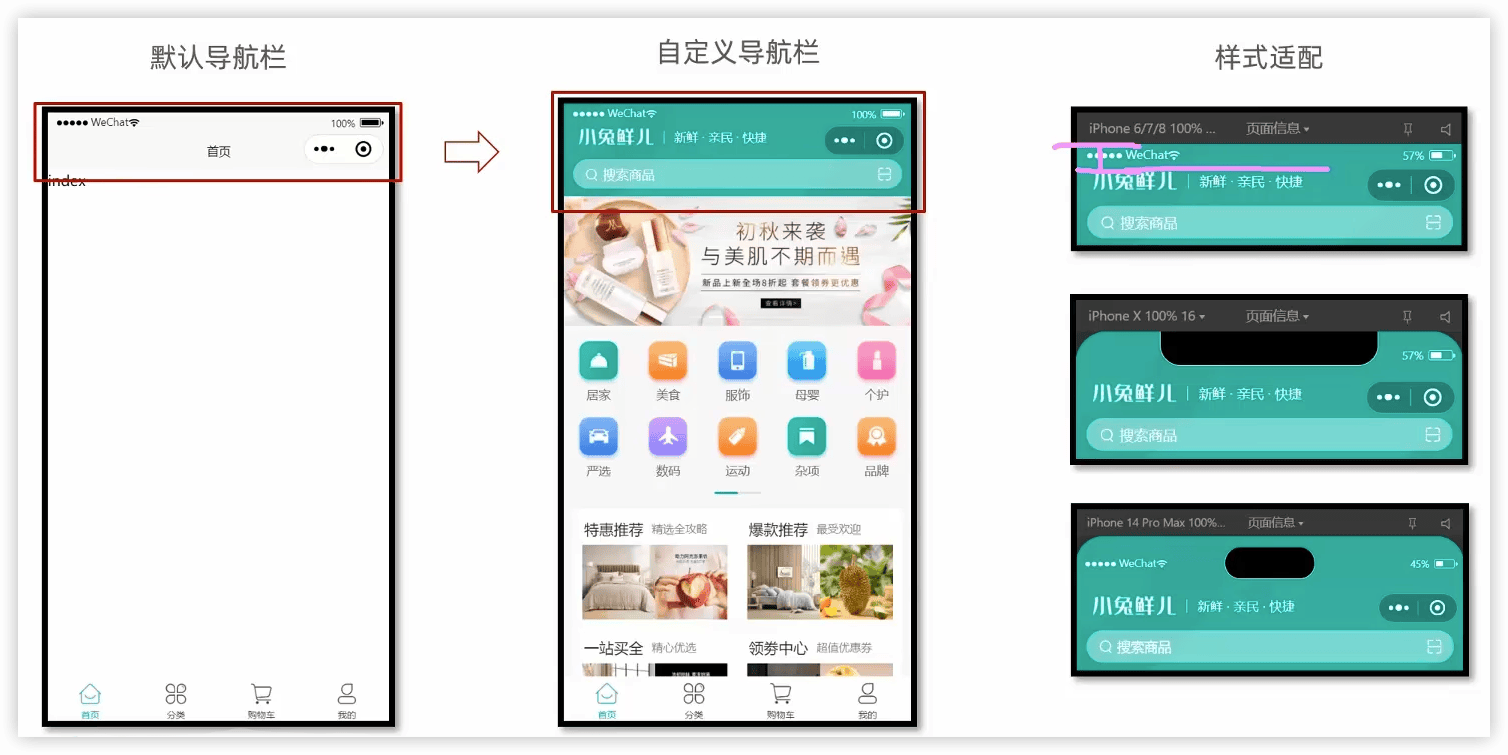 默认导航栏
自定义导航栏
样式适配
WeChat
100%
首页
index
首页
分类
购物车
我的
WeChat
100%
小兔鲜儿
新鲜·亲民·快捷
搜索商品
初秋来袭
与美肌不期而遇
新品上新全场8折起 套餐领券更优惠
查看详情>
居家
美食
服饰
母婴
个护
严选
数码
运动
杂项
品牌
特惠推荐 精选全攻略
爆款推荐 最受欢迎
一站买全 精心优选
领券中心 超值优惠券
首页
分类
购物车
我的
iPhone 6/7/8 100% ...
页面信息
WeChat
57%
小兔鲜儿
新鲜·亲民·快捷
搜索商品
iPhone X 100% 16
页面信息
57%
小兔鲜儿
新鲜·亲民·快捷
搜索商品
iPhone 14 Pro Max 100%...
页面信息
WeChat
45%
小兔鲜儿
新鲜·亲民·快捷
搜索商品